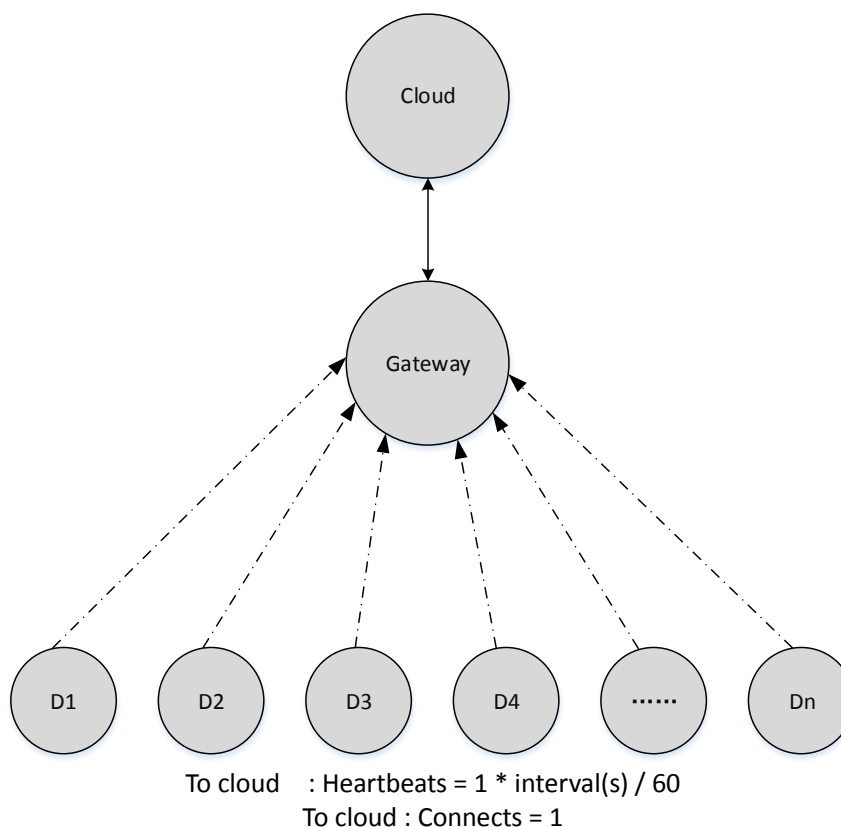 Cloud
Gateway
D1
D2
D3
D4
······
Dn
To cloud : Heartbeats = 1 * interval(s) / 60
To cloud : Connects = 1